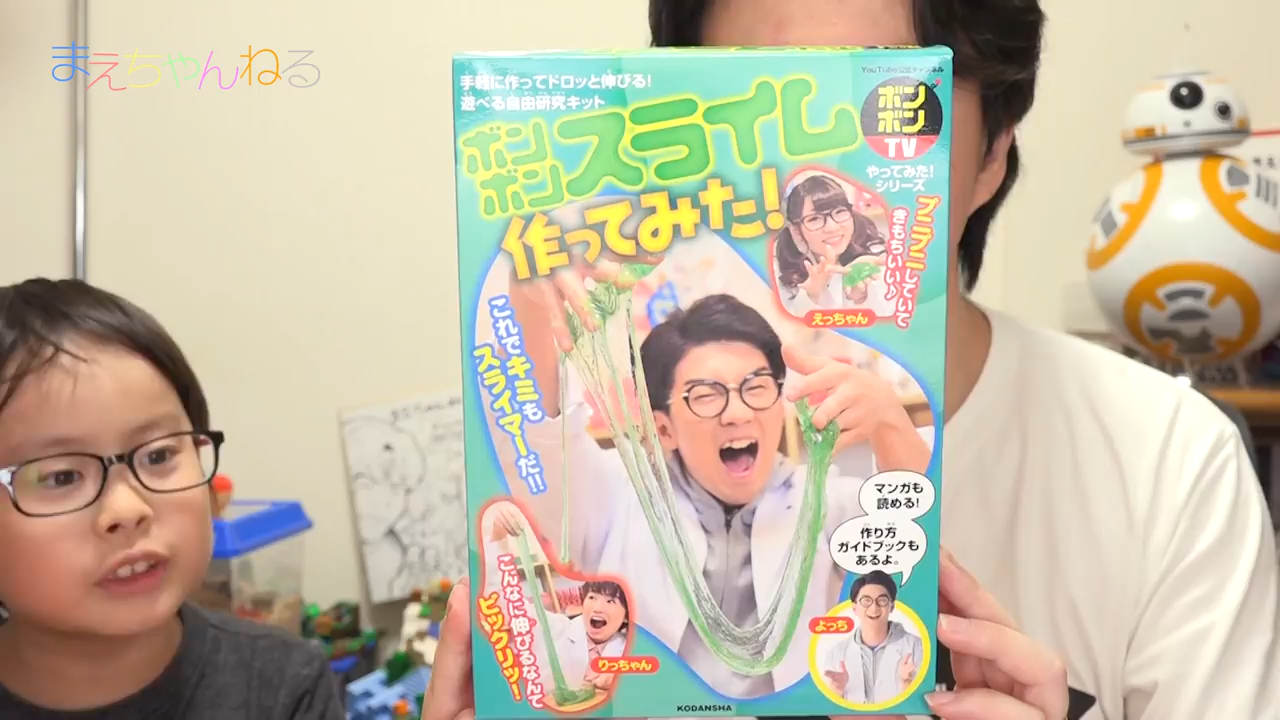 まえちゃんねる
手軽に作ってドロッと伸びる!
遊べる自由研究キット
YouTube公式チャンネル
ボンボンTV
やってみた!
シリーズ
ボンボンスライム
作ってみた!
プニプニしていて
きもちいい♪
えっちゃん
これでキミも
スライマーだ!!
マンガも
読める!
作り方
ガイドブックも
あるよ。
よっち
こんなに伸びるなんて
ビックリッ!
りっちゃん
KODANSHA